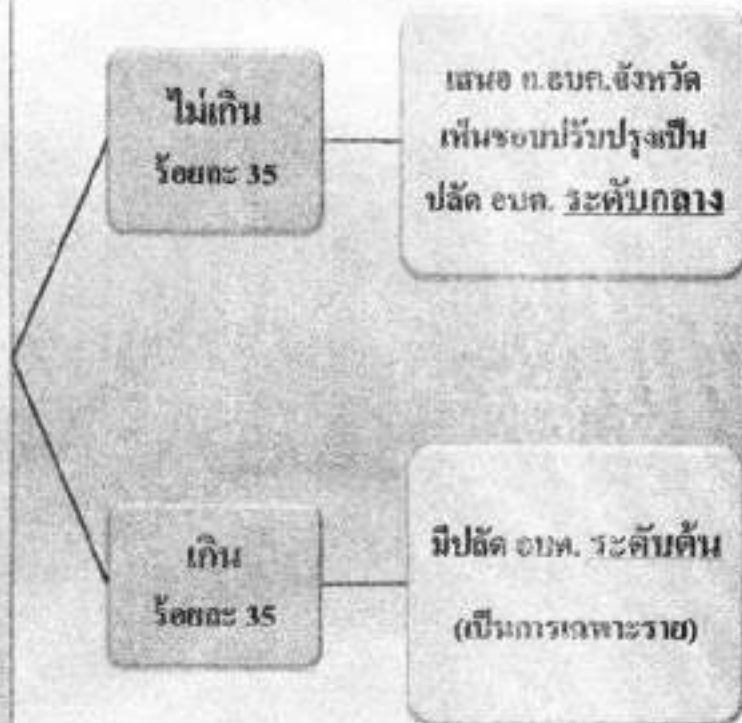 ไม่เกิน
ร้อยละ 35
เสนอ ก.อบต.จังหวัด
เห็นชอบปรับปรุงเป็น
ปลัด อบต. ระดับกลาง
เกิน
ร้อยละ 35
มีปลัด อบต. ระดับต้น
(เป็นการเฉพาะราย)